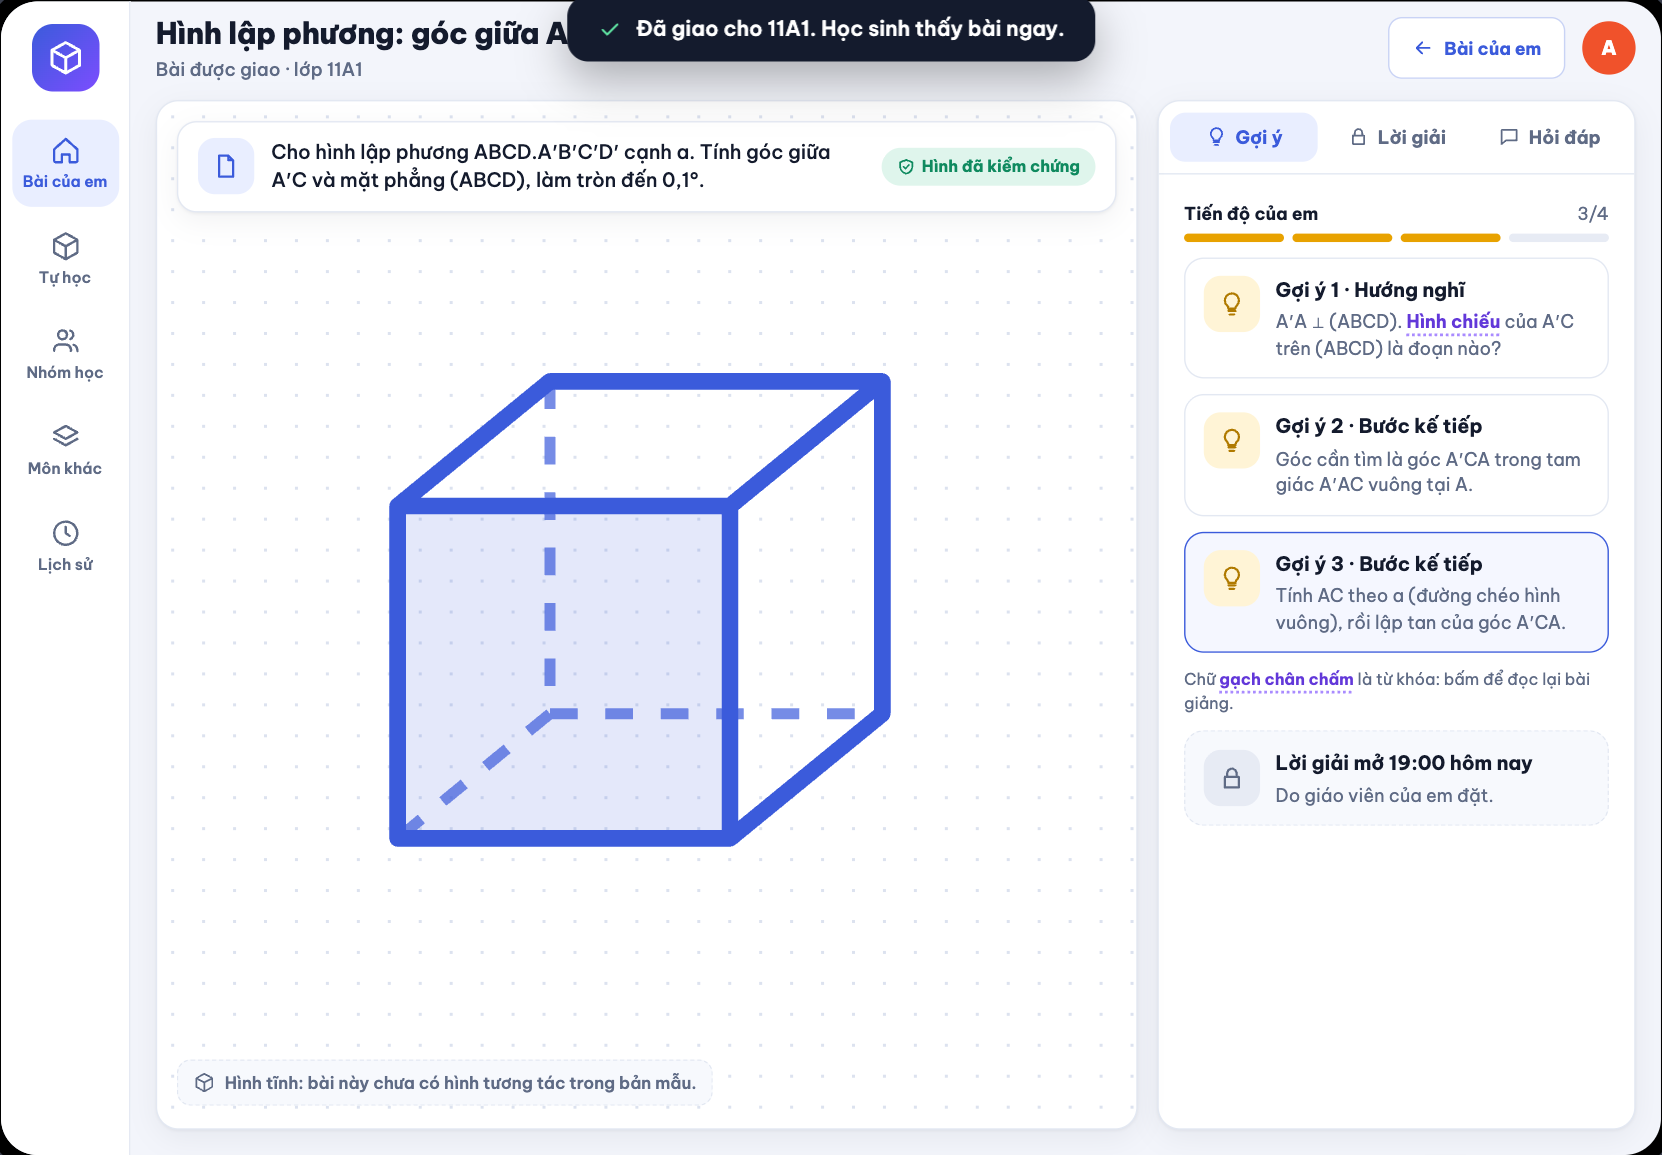 Hình lập phương: góc giữa A
Bài được giao · lớp 11A1
Đã giao cho 11A1. Học sinh thấy bài ngay.
Bài của em
A
Bài của em
Tự học
Nhóm học
Môn khác
Lịch sử
Cho hình lập phương ABCD.A′B′C′D′ cạnh a. Tính góc giữa
A′C và mặt phẳng (ABCD), làm tròn đến 0,1°.
Hình đã kiểm chứng
Hình tĩnh: bài này chưa có hình tương tác trong bản mẫu.
Gợi ý
Lời giải
Hỏi đáp
Tiến độ của em 3/4
Gợi ý 1 · Hướng nghĩ
A′A ⊥ (ABCD). Hình chiếu của A′C
trên (ABCD) là đoạn nào?
Gợi ý 2 · Bước kế tiếp
Góc cần tìm là góc A′CA trong tam
giác A′AC vuông tại A.
Gợi ý 3 · Bước kế tiếp
Tính AC theo a (đường chéo hình
vuông), rồi lập tan của góc A′CA.
Chữ gạch chân chấm là từ khóa: bấm để đọc lại bài
giảng.
Lời giải mở 19:00 hôm nay
Do giáo viên của em đặt.